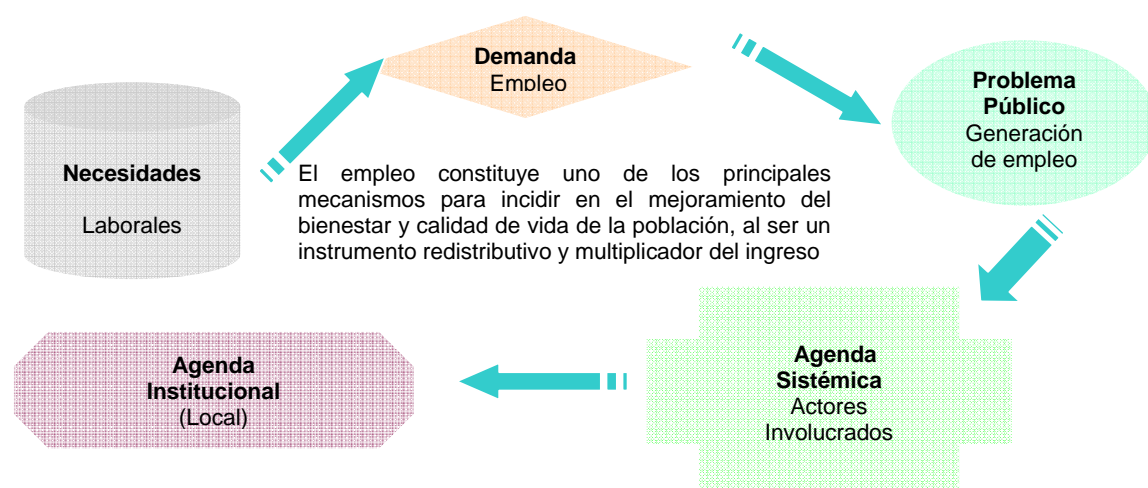 Necesidades
Laborales
Demanda
Empleo
Problema
Público
Generación
de empleo
El empleo constituye uno de los principales
mecanismos para incidir en el mejoramiento del
bienestar y calidad de vida de la población, al ser un
instrumento redistributivo y multiplicador del ingreso
Agenda
Sistémica
Actores
Involucrados
Agenda
Institucional
(Local)